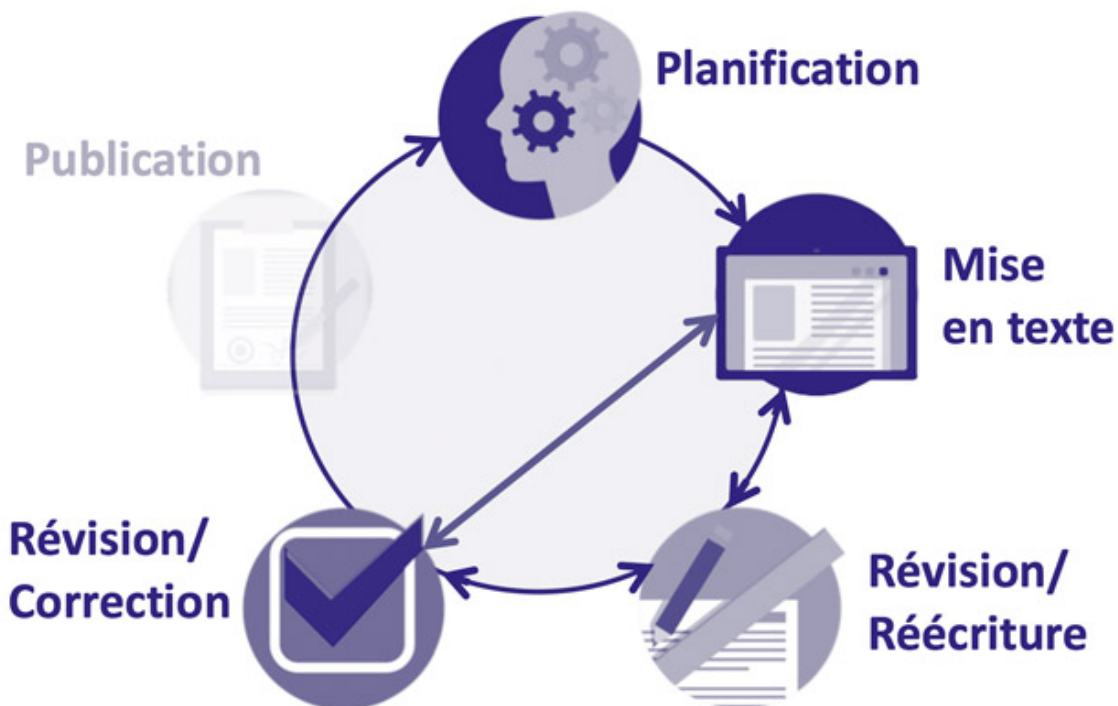 Planification
Publication
Mise
en texte
Révision/
Correction
Révision/
Réécriture